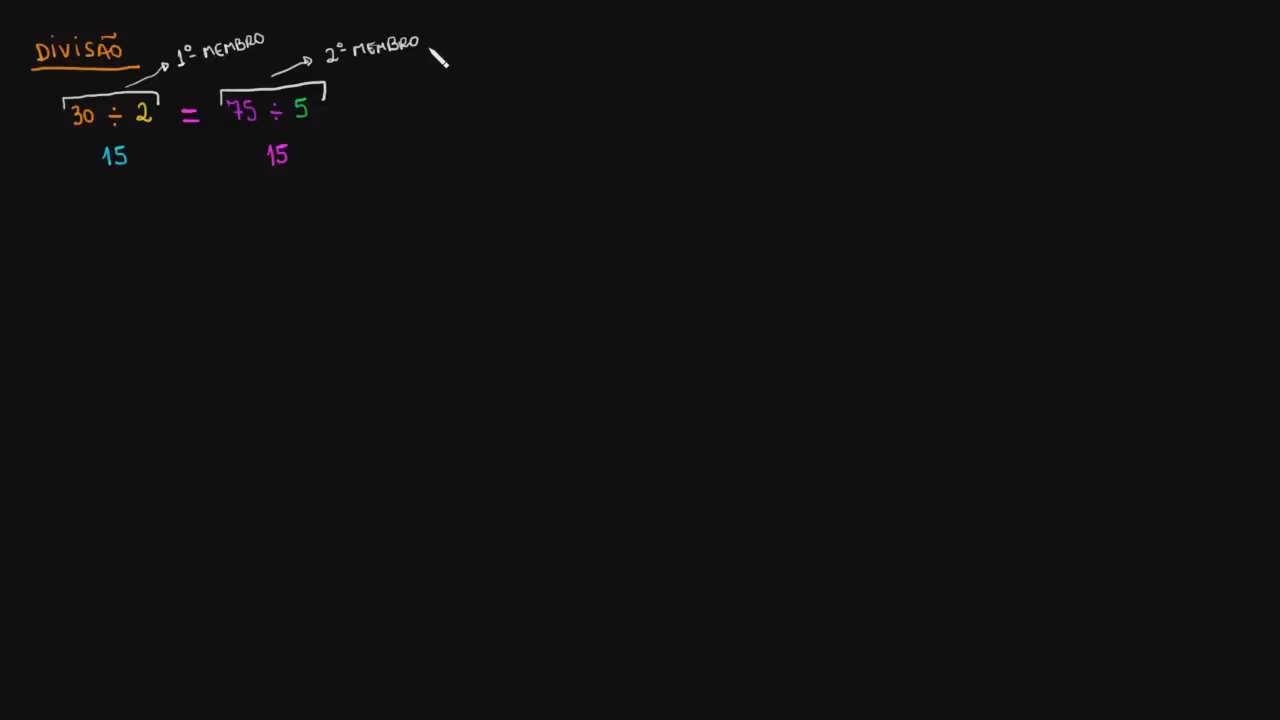 DIVISÃO
1º MEMBRO
2º MEMBRO
30 ÷ 2 = 75 ÷ 5
15 15